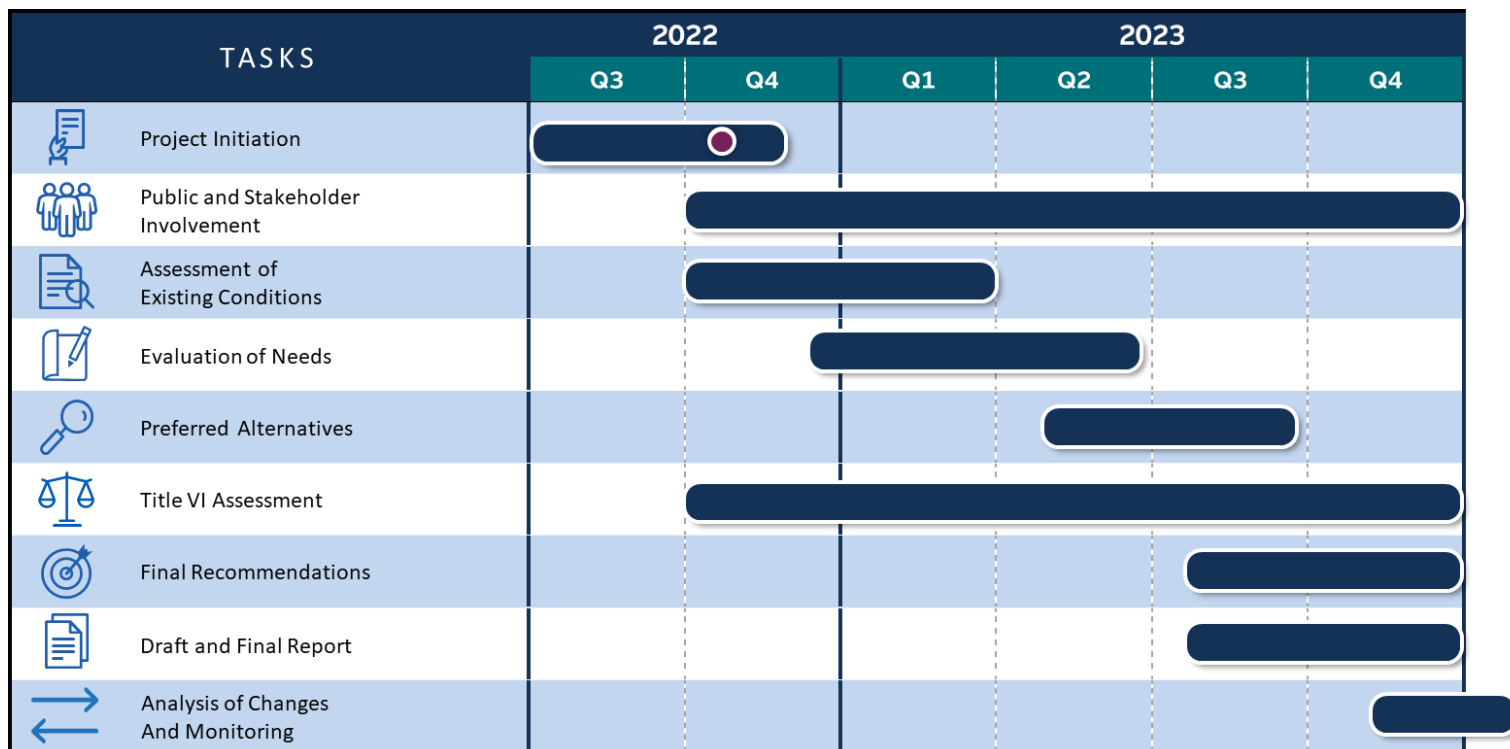 TASKS
2022
2023
Q3
Q4
Q1
Q2
Q3
Q4
Project Initiation
Public and Stakeholder
Involvement
Assessment of
Existing Conditions
Evaluation of Needs
Preferred Alternatives
Title VI Assessment
Final Recommendations
Draft and Final Report
Analysis of Changes
And Monitoring